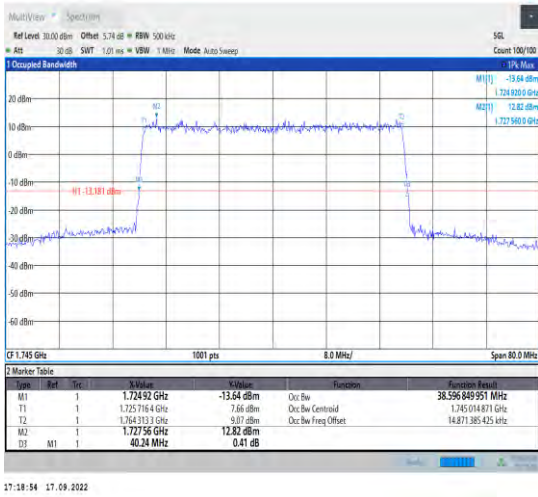 MultiView Spectrum
Ref Level 30.00 dBm Offset 5.74 dB RBW 500 kHz SGL
Att 30 dB SWT 1.01 ms VBW 1 MHz Mode Auto Sweep Count 100/100
1 Occupied Bandwidth 1Pk Max
M1[1] -13.64 dBm
1.724 920 0 GHz
M2[1] 12.82 dBm
1.727 560 0 GHz
20 dBm
M2
10 dBm
0 dBm
-10 dBm
H1 -13.181 dBm
-20 dBm
-30 dBm
-40 dBm
-50 dBm
-60 dBm
CF 1.745 GHz 1001 pts 8.0 MHz/ Span 80.0 MHz
2 Marker Table
Type Ref Trc X-Value Y-Value Function Function Result
M1 1 1.724 92 GHz -13.64 dBm Occ Bw 38.596 849 951 MHz
T1 1 1.725 716 4 GHz 7.66 dBm Occ Bw Centroid 1.745 014 871 GHz
T2 1 1.764 313 3 GHz 9.07 dBm Occ Bw Freq Offset 14.871 385 425 kHz
M2 1 1.727 56 GHz 12.82 dBm
D3 M1 1 40.24 MHz 0.41 dB
17:18:54 17.09.2022